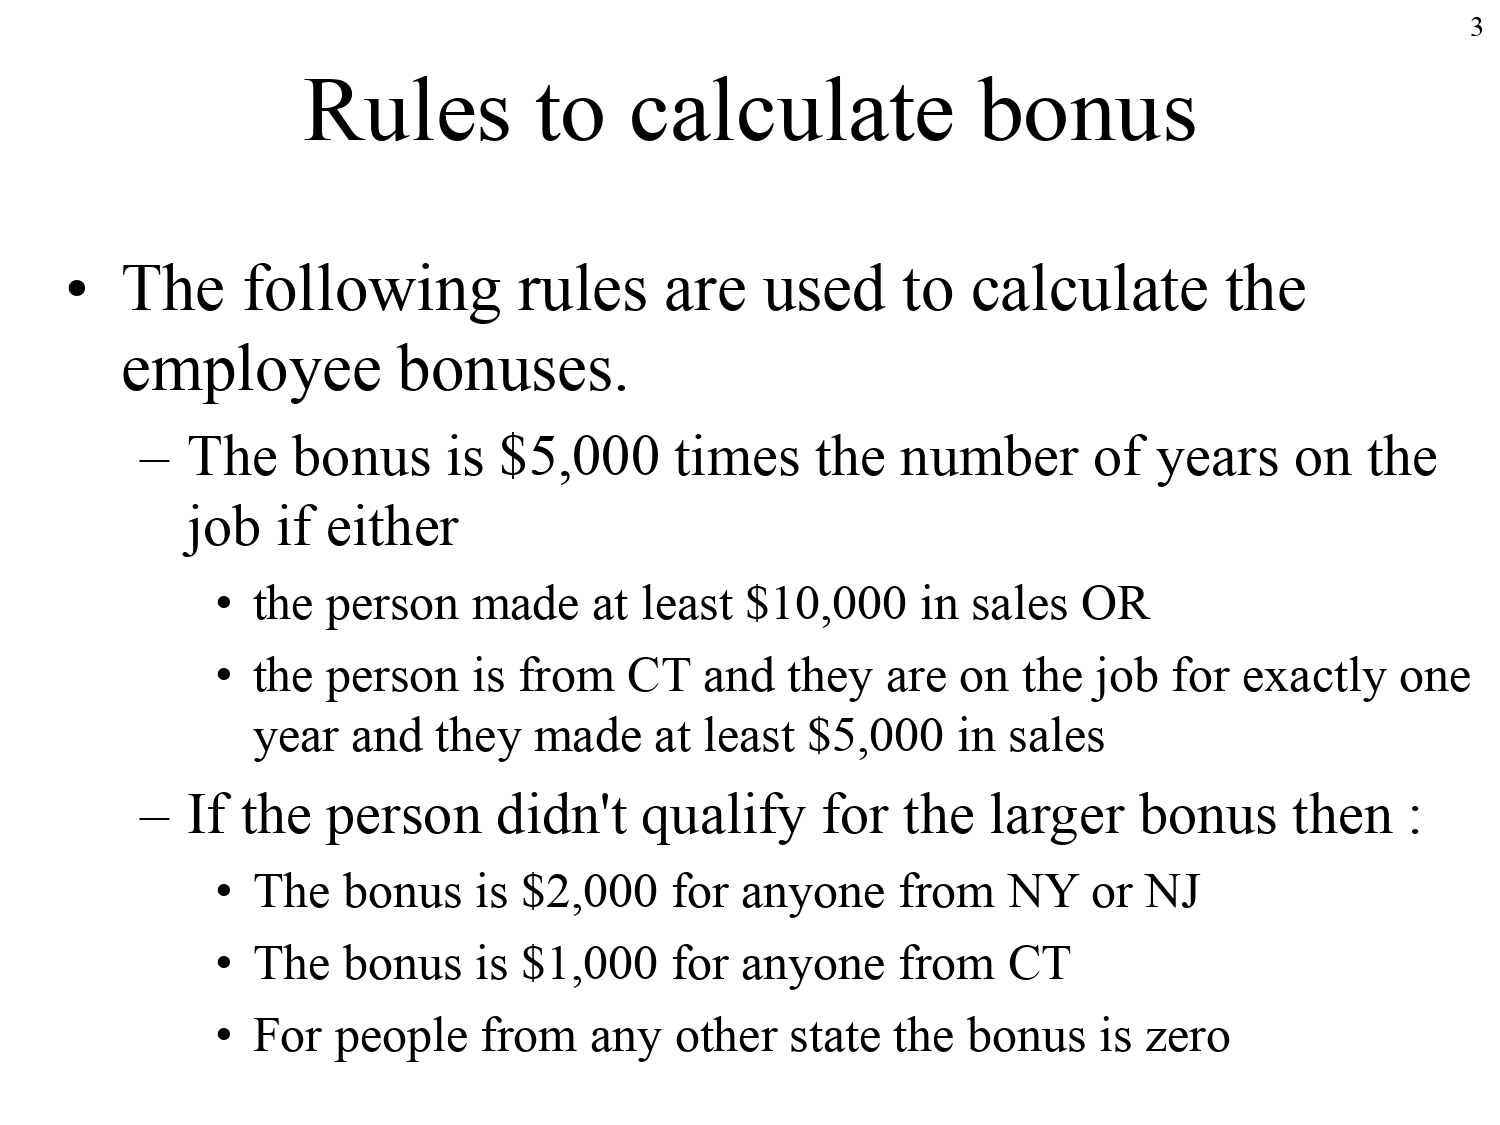 3
Rules to calculate bonus
• The following rules are used to calculate the
employee bonuses.
– The bonus is $5,000 times the number of years on the
job if either
• the person made at least $10,000 in sales OR
• the person is from CT and they are on the job for exactly one
year and they made at least $5,000 in sales
– If the person didn't qualify for the larger bonus then :
• The bonus is $2,000 for anyone from NY or NJ
• The bonus is $1,000 for anyone from CT
• For people from any other state the bonus is zero